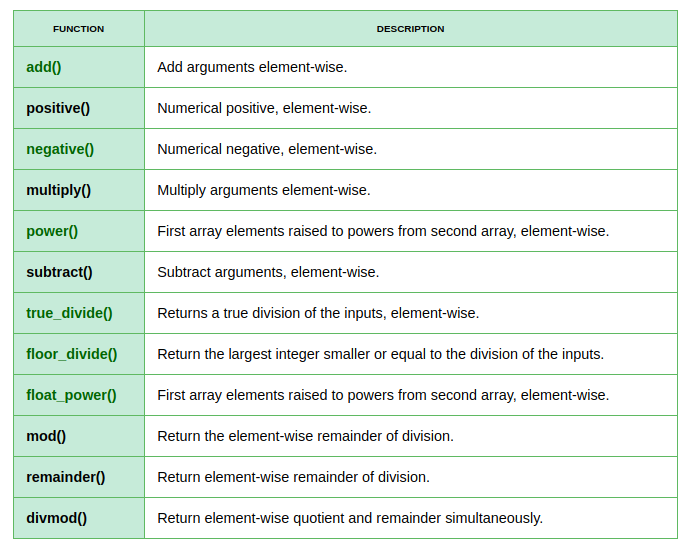 FUNCTION DESCRIPTION
add() Add arguments element-wise.
positive() Numerical positive, element-wise.
negative() Numerical negative, element-wise.
multiply() Multiply arguments element-wise.
power() First array elements raised to powers from second array, element-wise.
subtract() Subtract arguments, element-wise.
true_divide() Returns a true division of the inputs, element-wise.
floor_divide() Return the largest integer smaller or equal to the division of the inputs.
float_power() First array elements raised to powers from second array, element-wise.
mod() Return the element-wise remainder of division.
remainder() Return element-wise remainder of division.
divmod() Return element-wise quotient and remainder simultaneously.